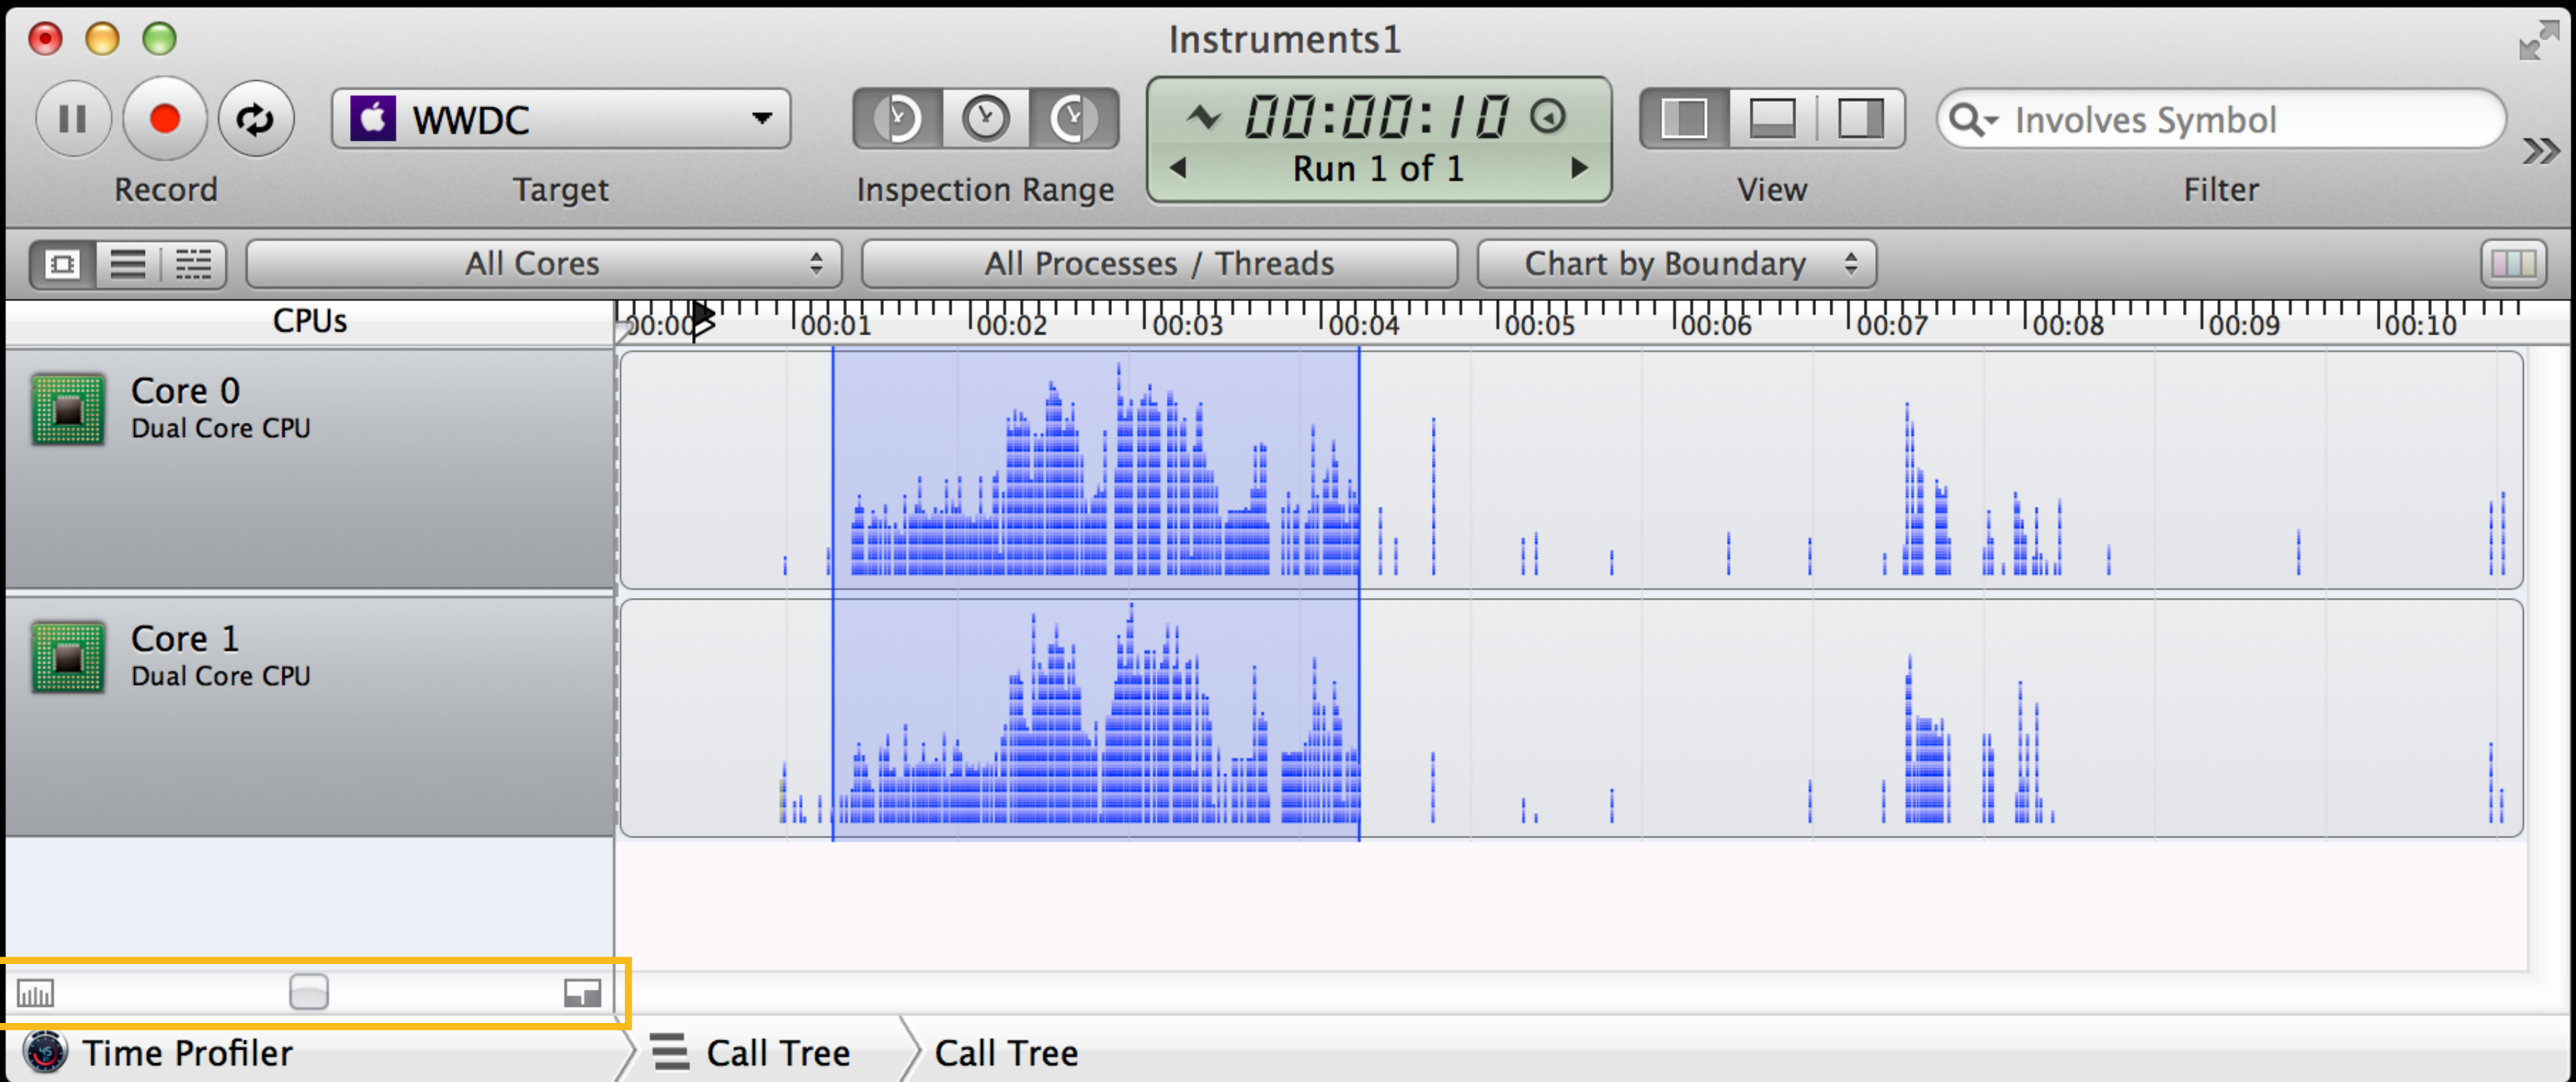 Instruments1
WWDC
00:00:10
Involves Symbol
Run 1 of 1
Record
Target
Inspection Range
View
Filter
All Cores
All Processes / Threads
Chart by Boundary
CPUs
00:00 00:01 00:02 00:03 00:04 00:05 00:06 00:07 00:08 00:09 00:10
Core 0
Dual Core CPU
Core 1
Dual Core CPU
Time Profiler
Call Tree
Call Tree